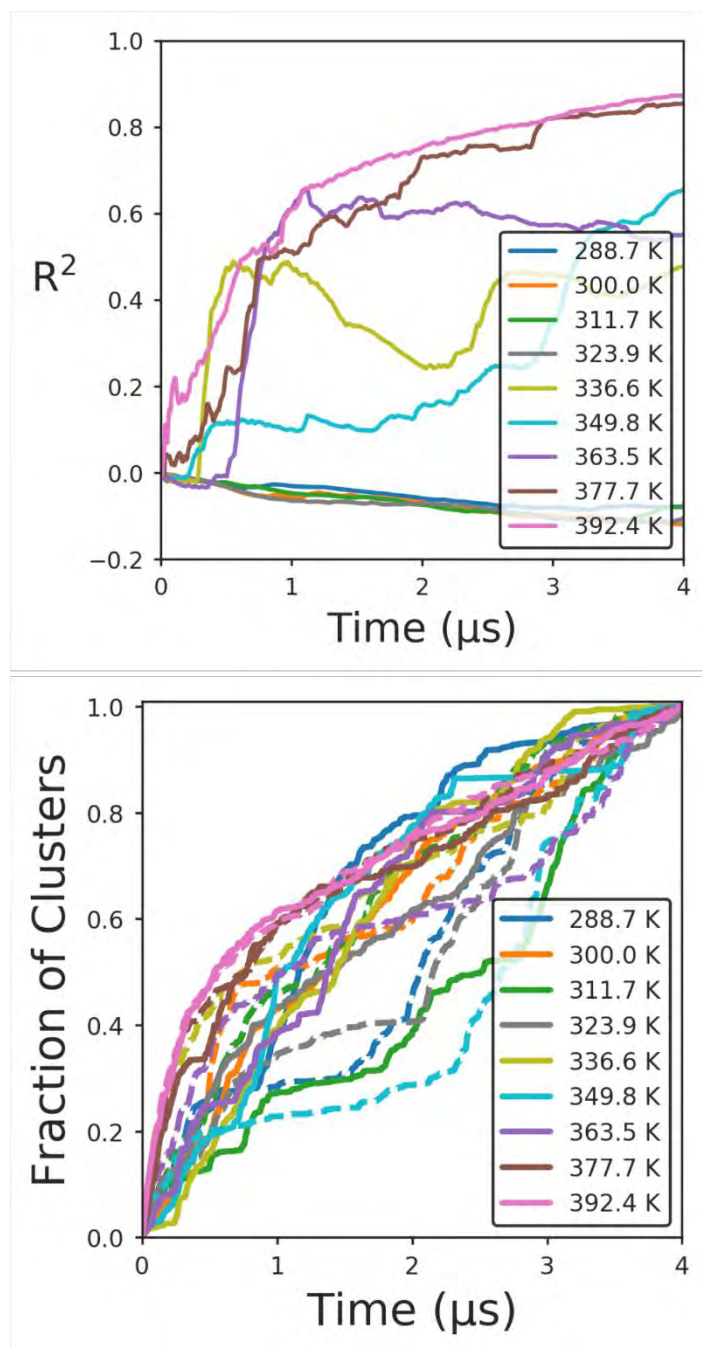 1.0
0.8
0.6
R²
0.4
0.2
0.0
−0.2
288.7 K
300.0 K
311.7 K
323.9 K
336.6 K
349.8 K
363.5 K
377.7 K
392.4 K
0 1 2 3 4
Time (μs)
1.0
0.8
0.6
0.4
0.2
0.0
Fraction of Clusters
288.7 K
300.0 K
311.7 K
323.9 K
336.6 K
349.8 K
363.5 K
377.7 K
392.4 K
0 1 2 3 4
Time (μs)